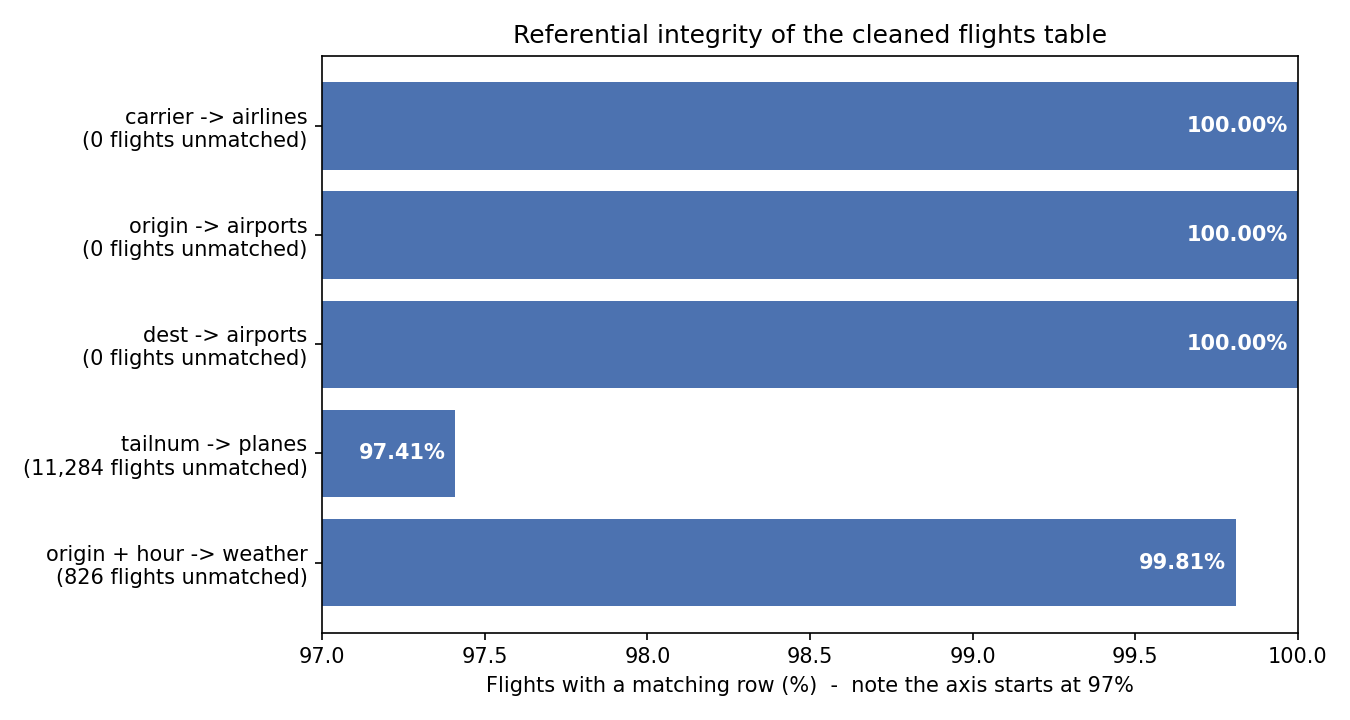 Referential integrity of the cleaned flights table
carrier -> airlines
(0 flights unmatched)
100.00%
origin -> airports
(0 flights unmatched)
100.00%
dest -> airports
(0 flights unmatched)
100.00%
tailnum -> planes
(11,284 flights unmatched)
97.41%
origin + hour -> weather
(826 flights unmatched)
99.81%
97.0 97.5 98.0 98.5 99.0 99.5 100.0
Flights with a matching row (%)  -  note the axis starts at 97%